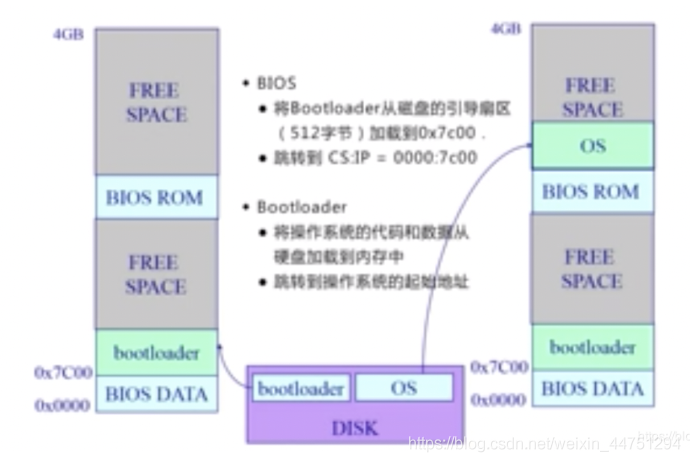 4GB
FREE
SPACE
BIOS ROM
FREE
SPACE
bootloader
0x7C00
BIOS DATA
0x0000
• BIOS
● 将Bootloader从磁盘的引导扇区
（512字节）加载到0x7c00 .
● 跳转到 CS:IP = 0000:7c00
• Bootloader
● 将操作系统的代码和数据从
硬盘加载到内存中
● 跳转到操作系统的起始地址
bootloader
OS
DISK
4GB
FREE
SPACE
OS
BIOS ROM
FREE
SPACE
bootloader
0x7C00
BIOS DATA
0x0000
https://blog.csdn.net/weixin_44751294